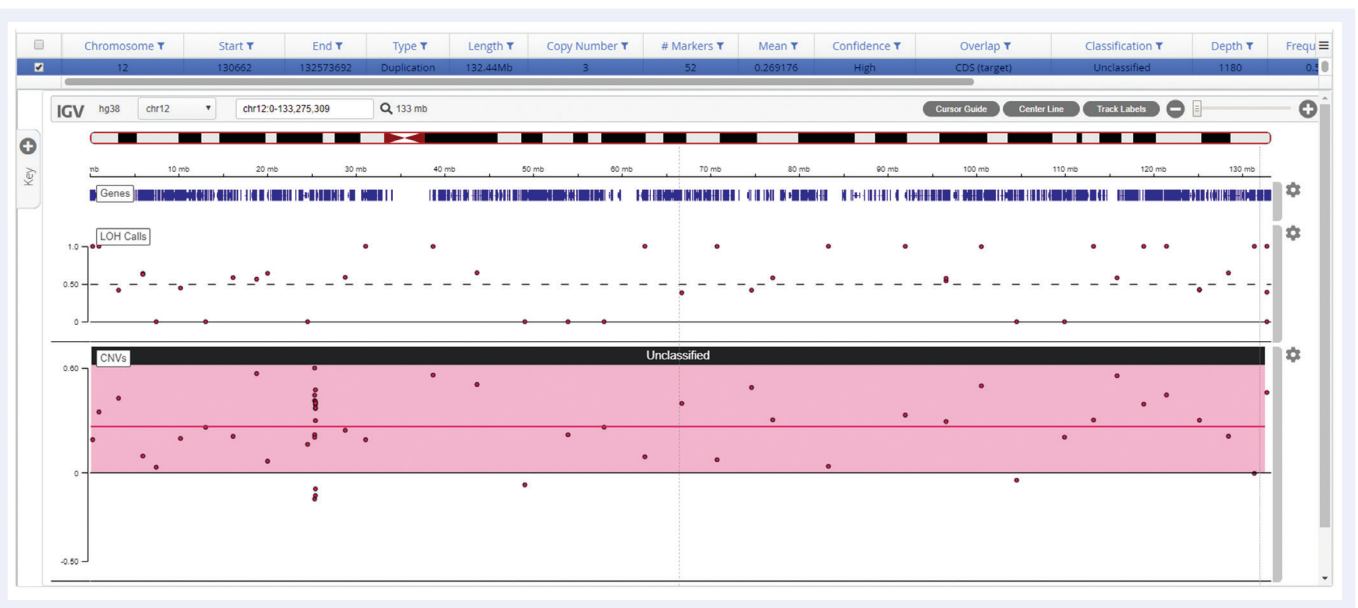 Chromosome Start End Type Length Copy Number # Markers Mean Confidence Overlap Classification Depth Frequ
12 130662 132573692 Duplication 132.44Mb 3 52 0.269176 High CDS (target) Unclassified 1180 0.5
IGV hg38 chr12 chr12:0-133,275,309 133 mb Cursor Guide Center Line Track Labels
Key
mb 10 mb 20 mb 30 mb 40 mb 50 mb 60 mb 70 mb 80 mb 90 mb 100 mb 110 mb 120 mb 130 mb
Genes
LOH Calls
1.0
0.50
0
CNVs Unclassified
0.60
0
-0.50